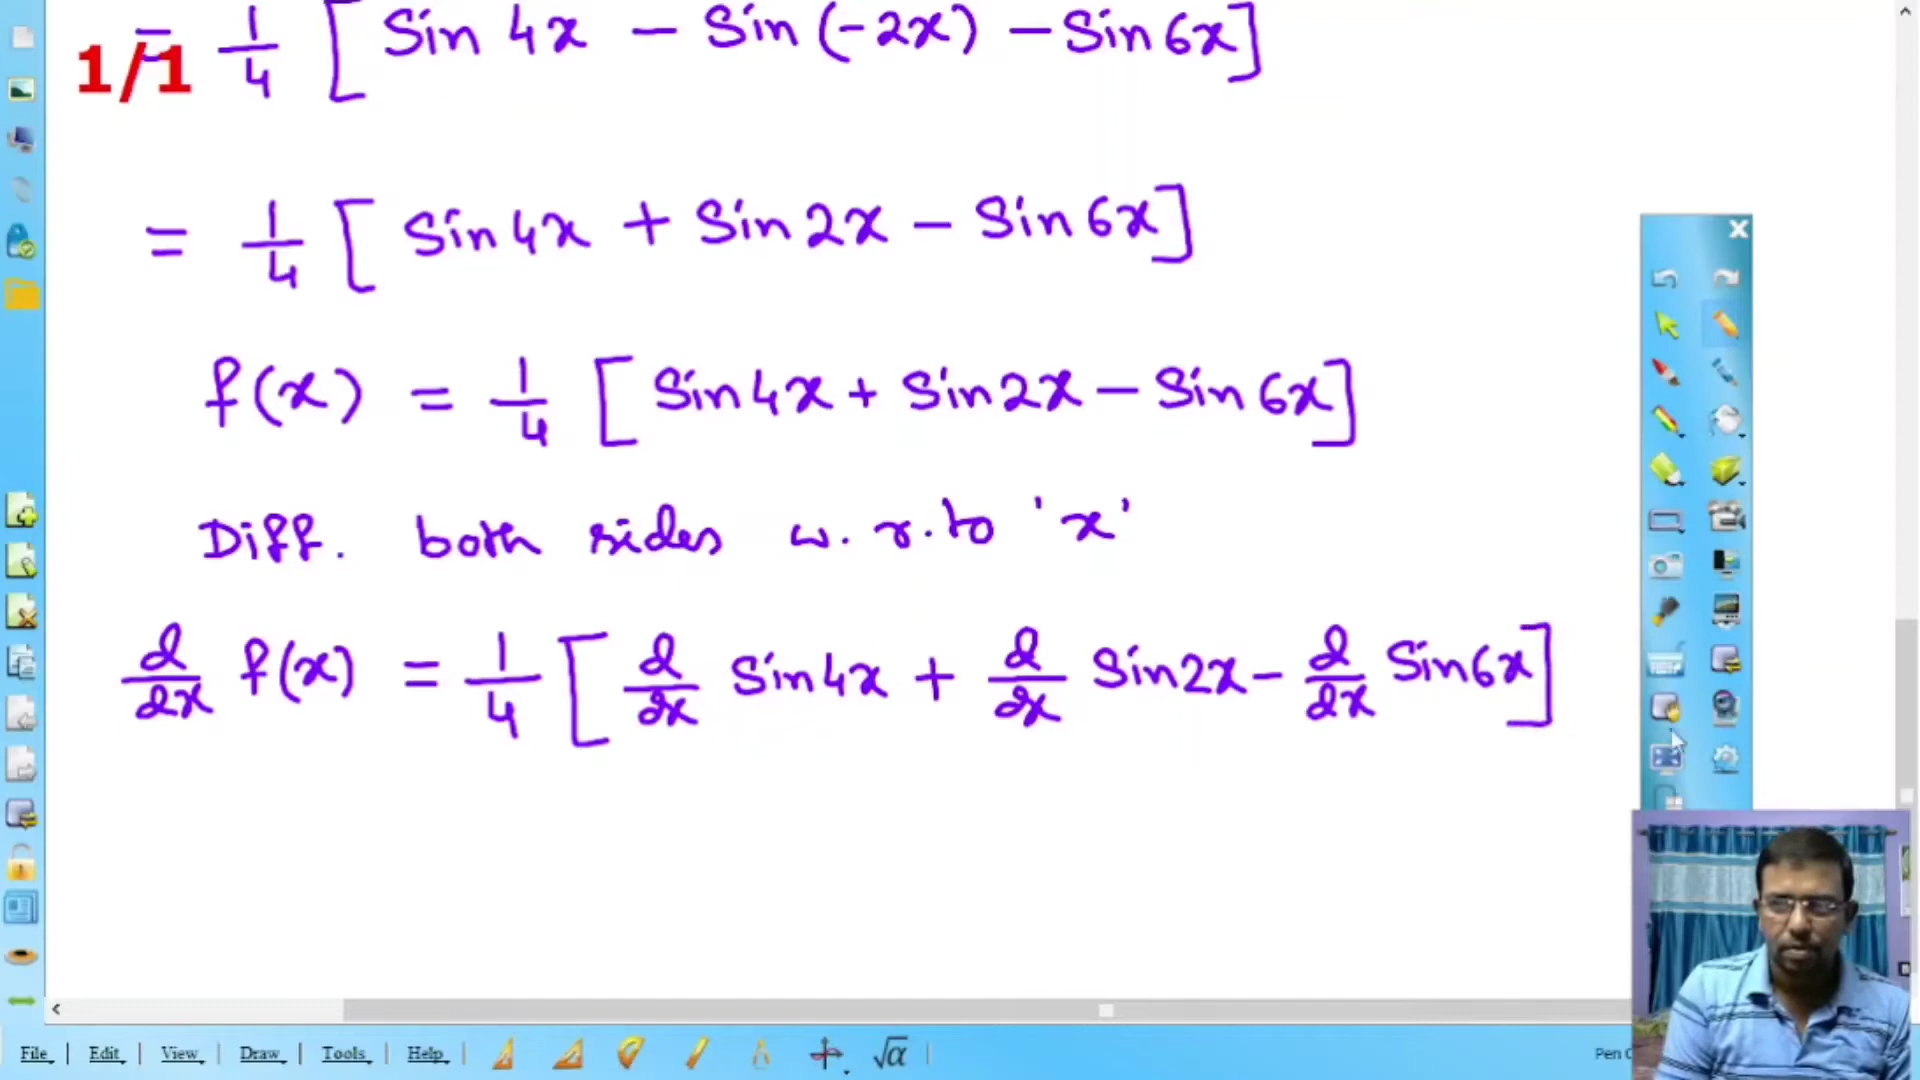 = 1/4 [ Sin 4x - Sin (-2x) - Sin 6x ]
1/1
= 1/4 [ Sin 4x + Sin 2x - Sin 6x ]
f(x) = 1/4 [ Sin 4x + Sin 2x - Sin 6x ]
Diff. both sides w. r. to 'x'
d/dx f(x) = 1/4 [ d/dx Sin 4x + d/dx Sin 2x - d/dx Sin 6x ]
File | Edit | View | Draw | Tools | Help | √α |
Pen